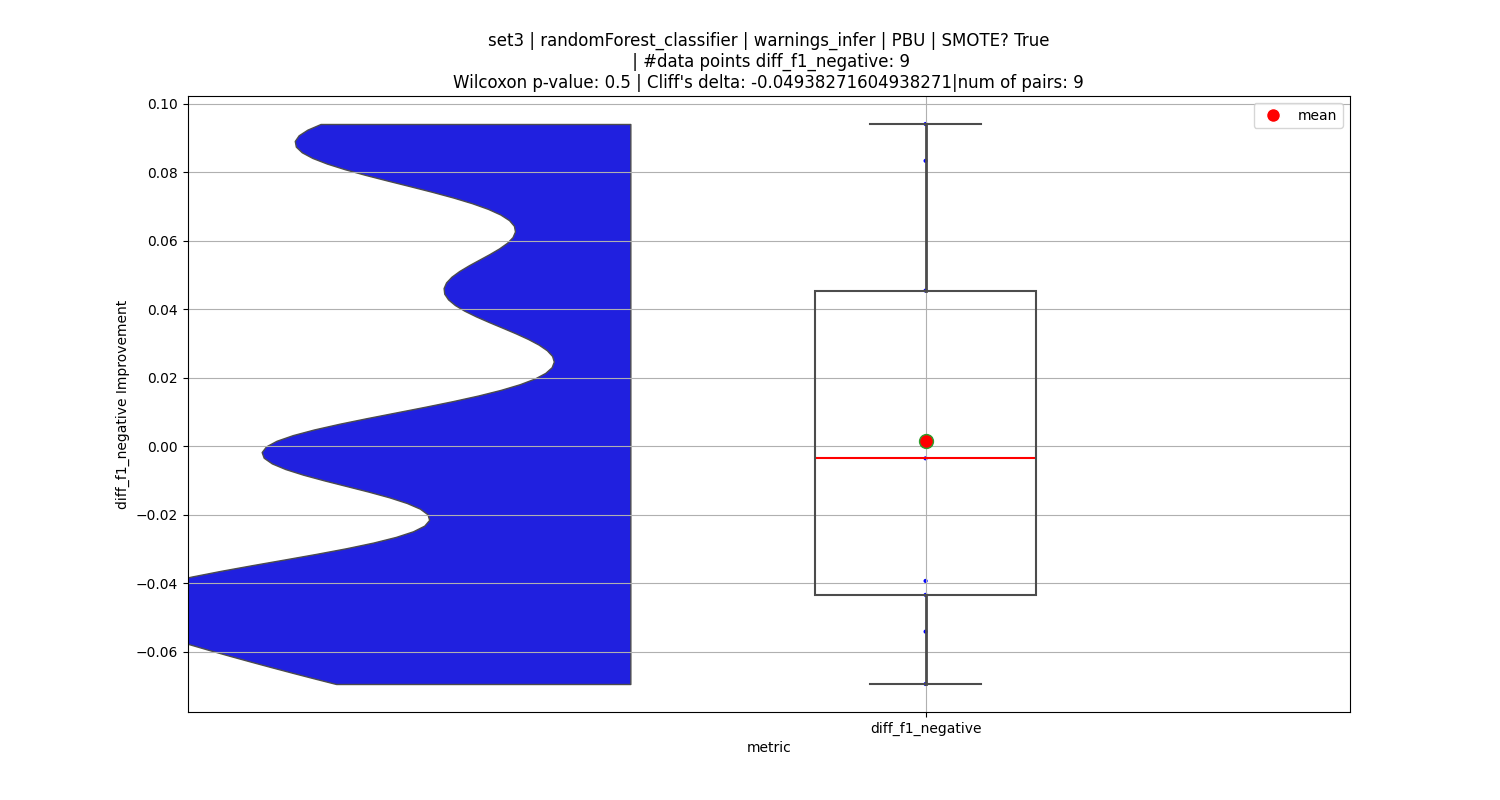 set3 | randomForest_classifier | warnings_infer | PBU | SMOTE? True
| #data points diff_f1_negative: 9
Wilcoxon p-value: 0.5 | Cliff's delta: -0.04938271604938271|num of pairs: 9
mean
0.10
0.08
0.06
0.04
0.02
0.00
−0.02
−0.04
−0.06
diff_f1_negative Improvement
diff_f1_negative
metric